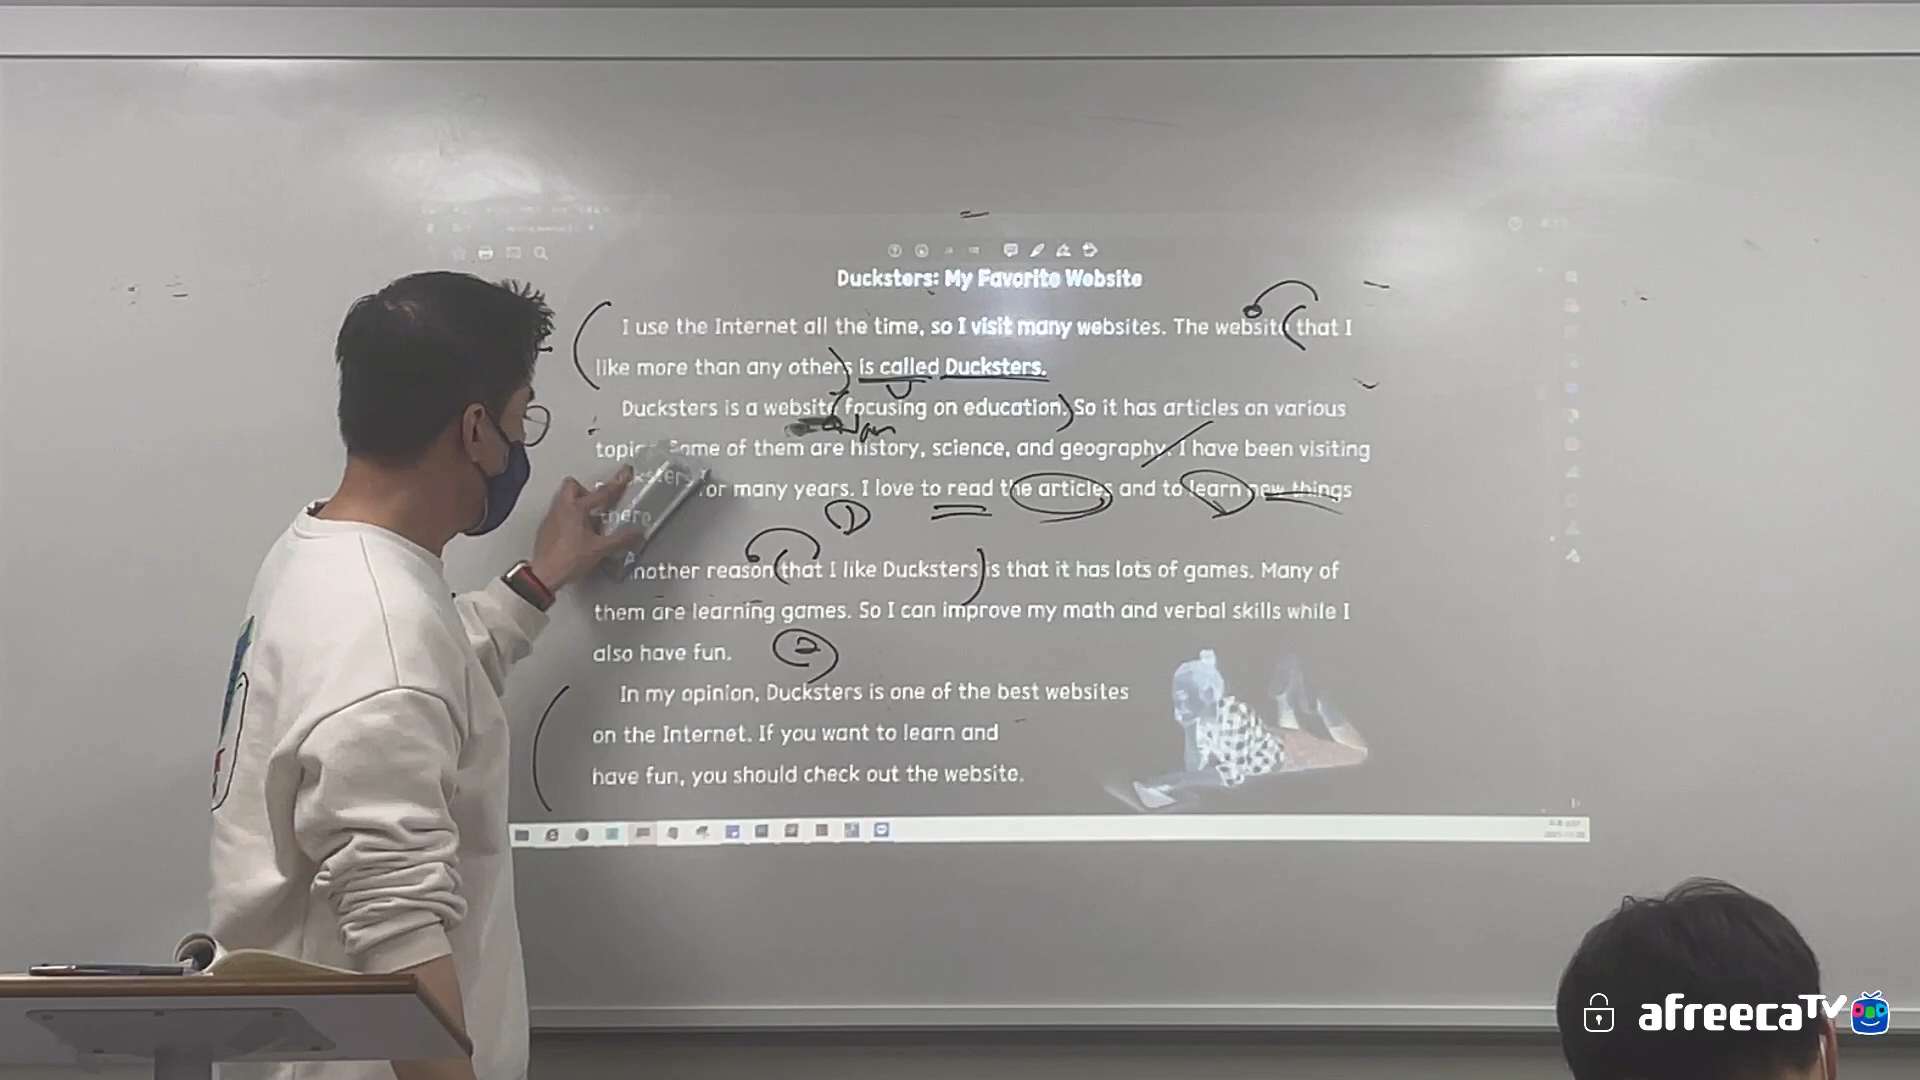 Ducksters: My Favorite Website
I use the Internet all the time, so I visit many websites. The website that I
like more than any others is called Ducksters.
Ducksters is a website focusing on education. So it has articles on various
Some of them are history, science, and geography. I have been visiting
Ducksters for many years. I love to read the articles and to learn new things
there.
Another reason that I like Ducksters is that it has lots of games. Many of
them are learning games. So I can improve my math and verbal skills while I
also have fun.
In my opinion, Ducksters is one of the best websites
on the Internet. If you want to learn and
have fun, you should check out the website.
1
2
afreecaTV